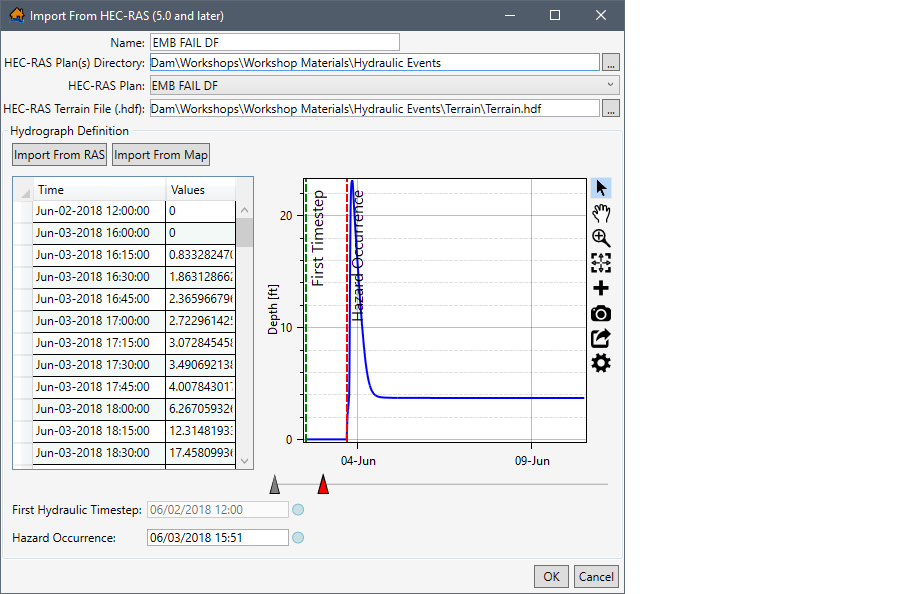 Import From HEC-RAS (5.0 and later)
Name: EMB FAIL DF
HEC-RAS Plan(s) Directory: Dam\Workshops\Workshop Materials\Hydraulic Events ...
HEC-RAS Plan: EMB FAIL DF
HEC-RAS Terrain File (.hdf): Dam\Workshops\Workshop Materials\Hydraulic Events\Terrain\Terrain.hdf ...
Hydrograph Definition
Import From RAS Import From Map
Time Values
Jun-02-2018 12:00:00 0
Jun-03-2018 16:00:00 0
Jun-03-2018 16:15:00 0.833282470
Jun-03-2018 16:30:00 1.863128662
Jun-03-2018 16:45:00 2.365966796
Jun-03-2018 17:00:00 2.72296142
Jun-03-2018 17:15:00 3.072845458
Jun-03-2018 17:30:00 3.490692138
Jun-03-2018 17:45:00 4.007843017
Jun-03-2018 18:00:00 6.267059326
Jun-03-2018 18:15:00 12.3148193
Jun-03-2018 18:30:00 17.4580993
Depth [ft]
20
10
0
First Timestep
Hazard Occurrence
04-Jun 09-Jun
First Hydraulic Timestep: 06/02/2018 12:00
Hazard Occurrence: 06/03/2018 15:51
OK Cancel